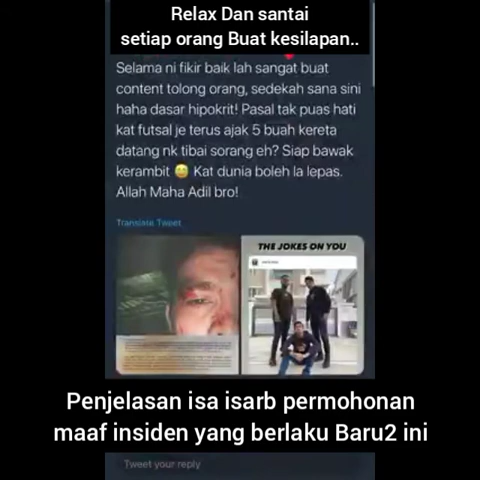 Relax Dan santai
setiap orang Buat kesilapan..
Selama ni fikir baik lah sangat buat
content tolong orang, sedekah sana sini
haha dasar hipokrit! Pasal tak puas hati
kat futsal je terus ajak 5 buah kereta
datang nk tibai sorang eh? Siap bawak
kerambit 😅 Kat dunia boleh la lepas.
Allah Maha Adil bro!
Translate Tweet
THE JOKES ON YOU
Penjelasan isa isarb permohonan
maaf insiden yang berlaku Baru2 ini
Tweet your reply